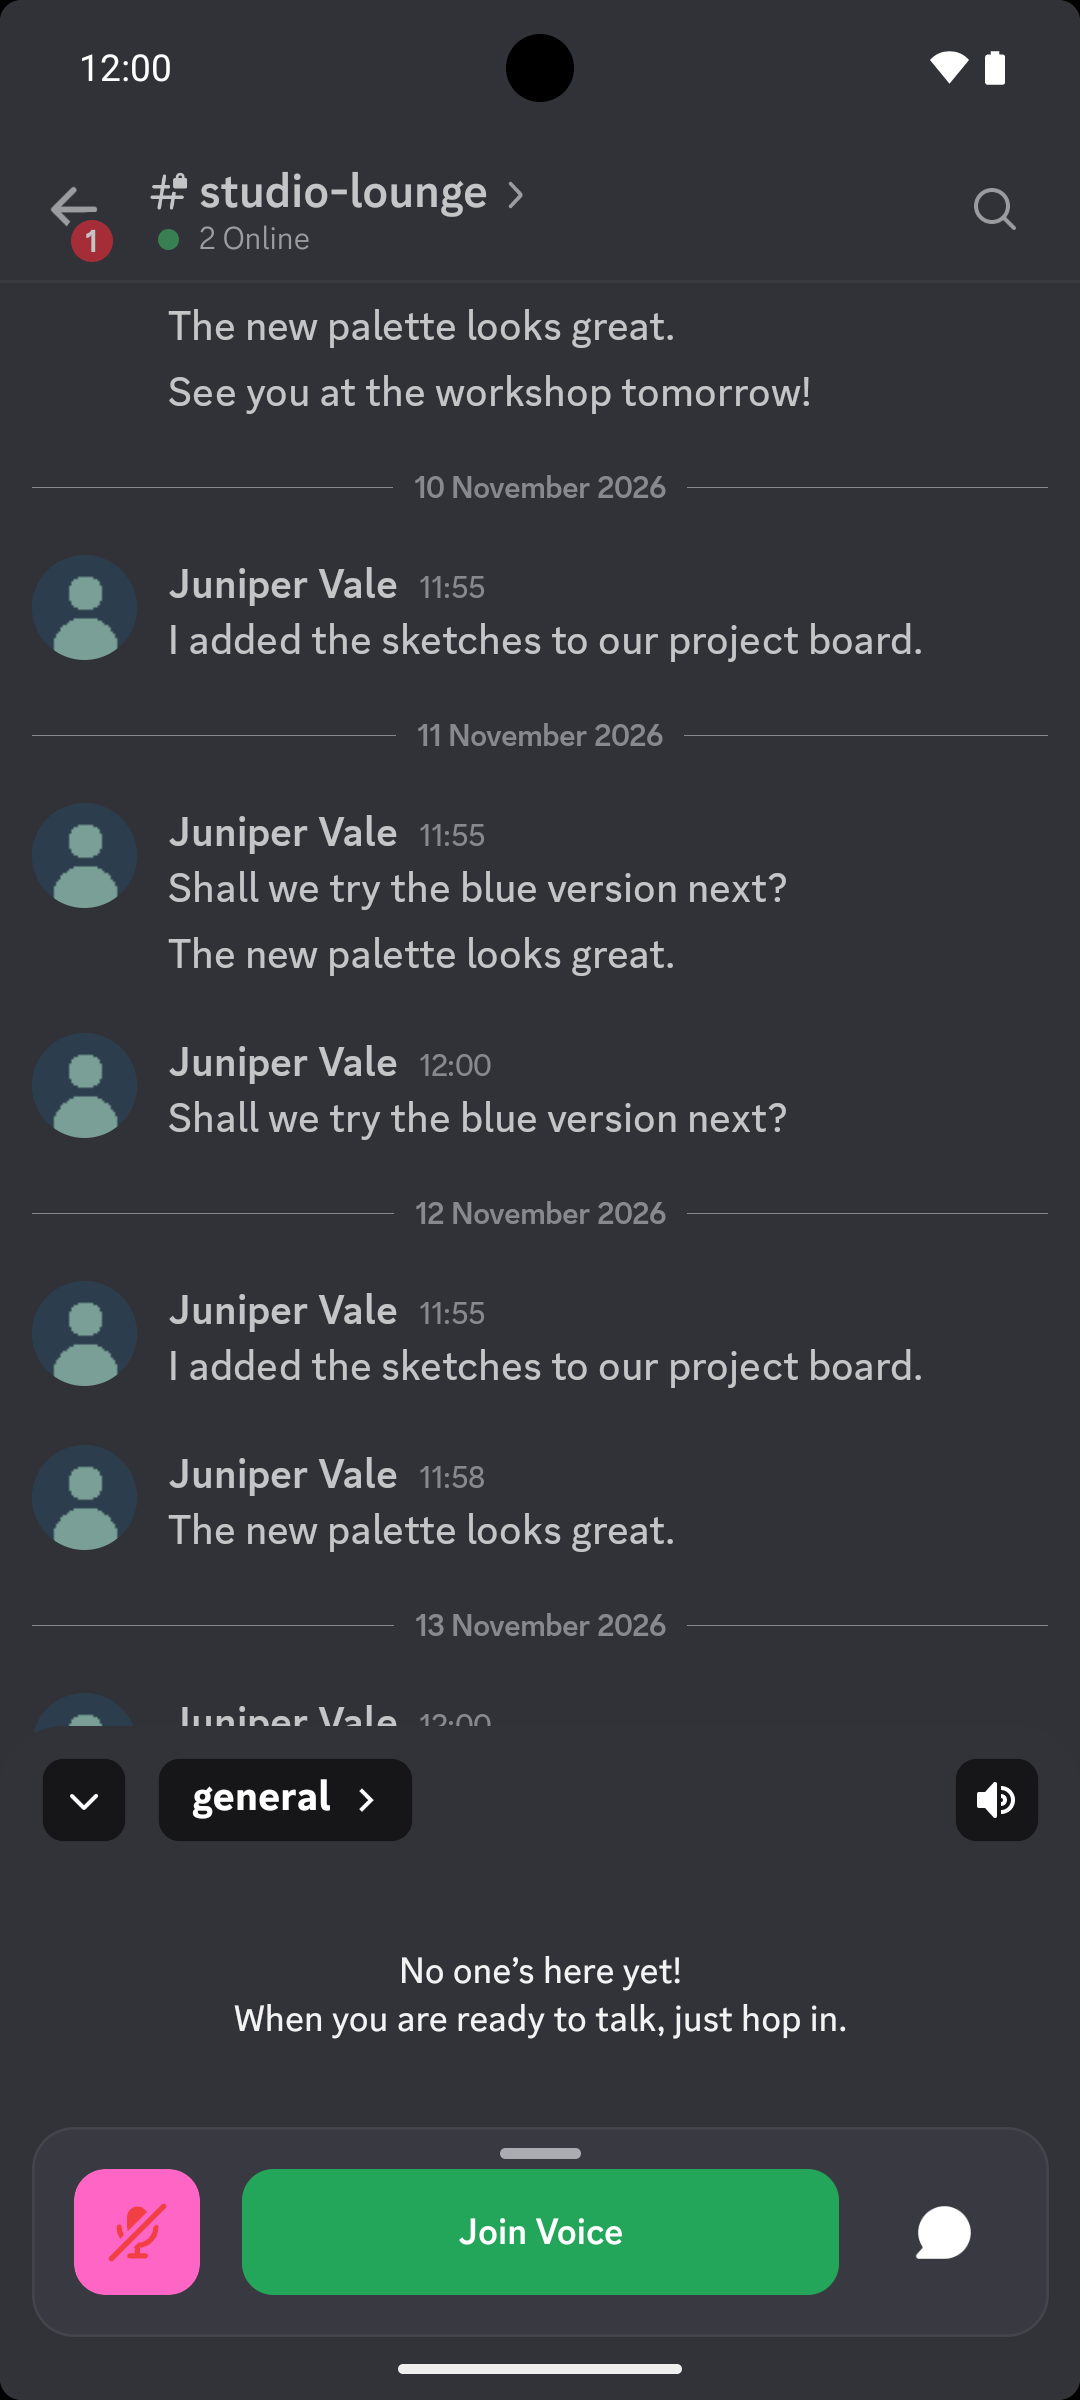 12:00
studio-lounge
1
2 Online
The new palette looks great.
See you at the workshop tomorrow!
10 November 2026
Juniper Vale 11:55
I added the sketches to our project board.
11 November 2026
Juniper Vale 11:55
Shall we try the blue version next?
The new palette looks great.
Juniper Vale 12:00
Shall we try the blue version next?
12 November 2026
Juniper Vale 11:55
I added the sketches to our project board.
Juniper Vale 11:58
The new palette looks great.
13 November 2026
Juniper Vale 12:00
general
No one’s here yet!
When you are ready to talk, just hop in.
Join Voice